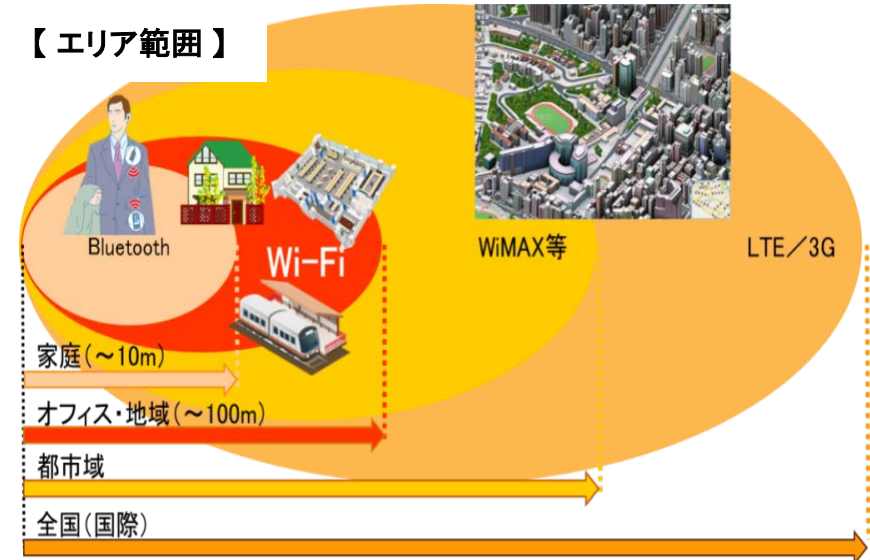 【 エリア範囲 】
Bluetooth
Wi-Fi
WiMAX等
LTE／3G
家庭（～10m）
オフィス・地域（～100m）
都市域
全国（国際）